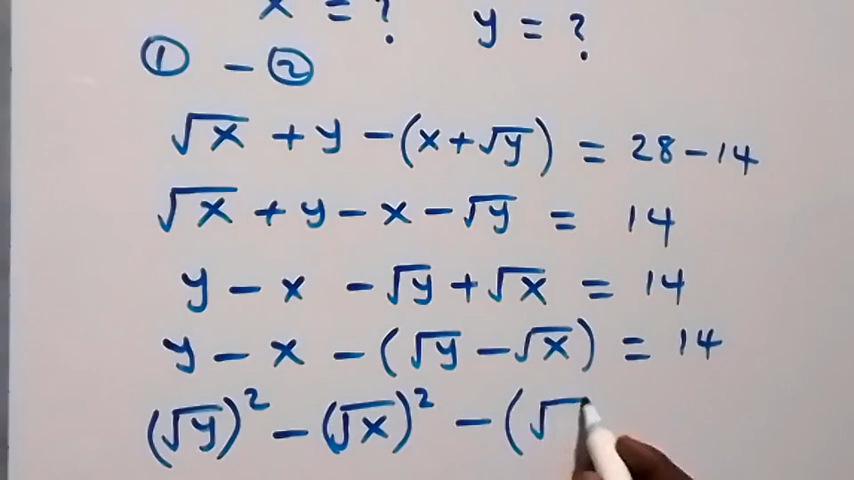 x = ? y = ?
① - ②
√x + y - (x + √y) = 28 - 14
√x + y - x - √y = 14
y - x - √y + √x = 14
y - x - (√y - √x) = 14
(√y)² - (√x)² - (√